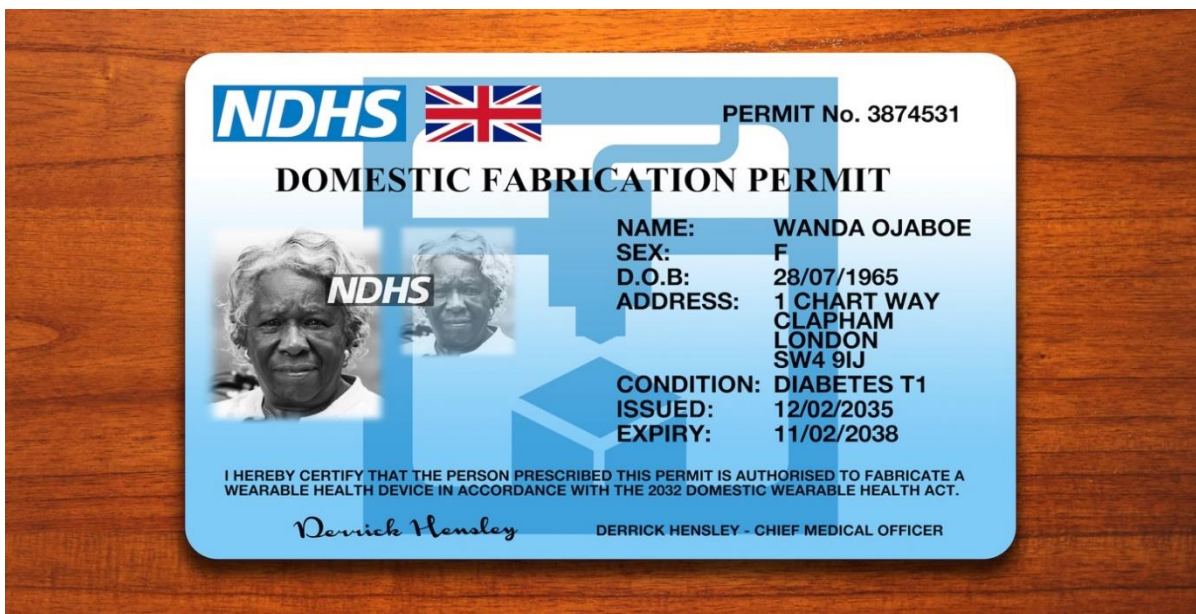 NDHS
PERMIT No. 3874531
DOMESTIC FABRICATION PERMIT
NDHS
NAME: WANDA OJABOE
SEX: F
D.O.B: 28/07/1965
ADDRESS: 1 CHART WAY
CLAPHAM
LONDON
SW4 9IJ
CONDITION: DIABETES T1
ISSUED: 12/02/2035
EXPIRY: 11/02/2038
I HEREBY CERTIFY THAT THE PERSON PRESCRIBED THIS PERMIT IS AUTHORISED TO FABRICATE A
WEARABLE HEALTH DEVICE IN ACCORDANCE WITH THE 2032 DOMESTIC WEARABLE HEALTH ACT.
Derrick Hensley
DERRICK HENSLEY - CHIEF MEDICAL OFFICER